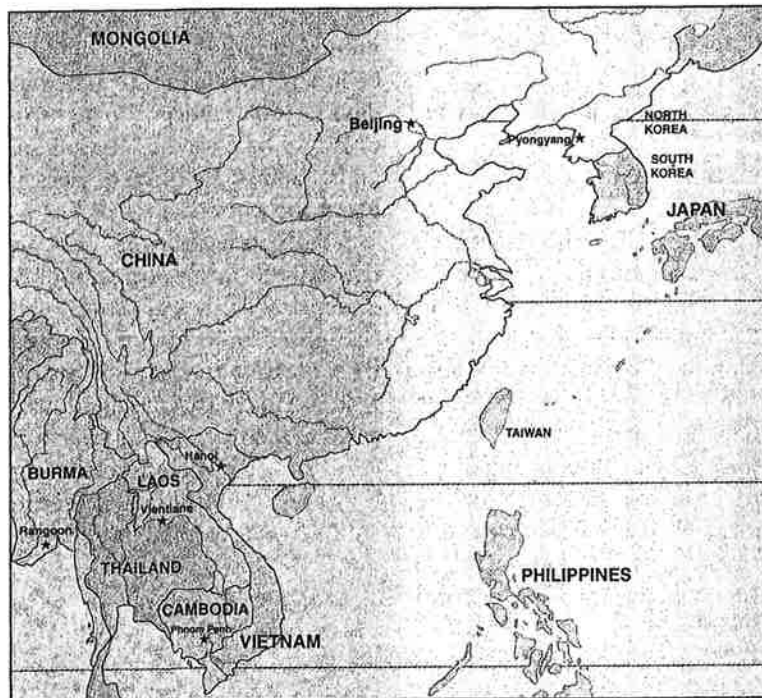 MONGOLIA
Beijing
NORTH
KOREA
Pyongyang
SOUTH
KOREA
JAPAN
CHINA
TAIWAN
Hanoi
BURMA
LAOS
Vientiane
Rangoon
THAILAND
PHILIPPINES
CAMBODIA
Phnom Penh
VIETNAM